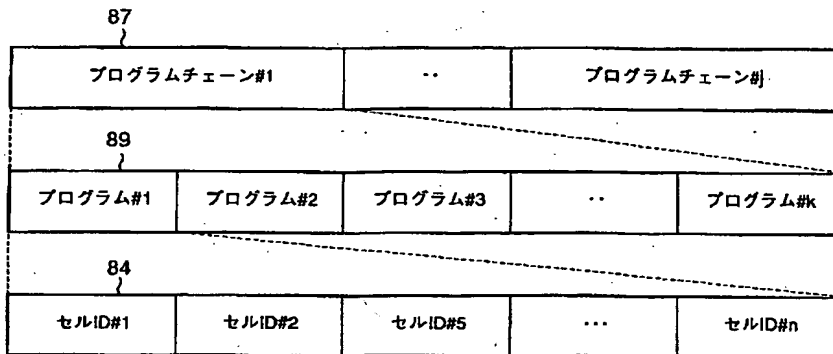 87
プログラムチェーン#1 ・・ プログラムチェーン#j
89
プログラム#1 プログラム#2 プログラム#3 ・・ プログラム#k
84
セルID#1 セルID#2 セルID#5 ・・・ セルID#n